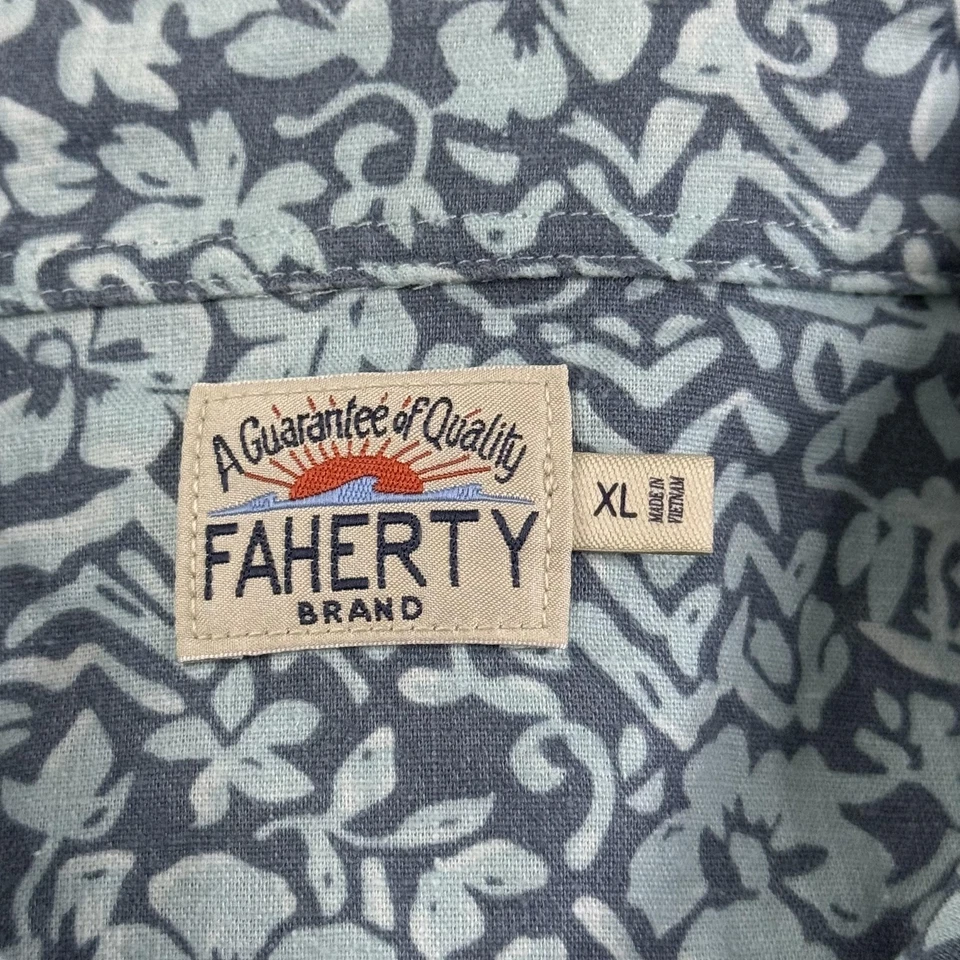 A Guarantee of Quality
FAHERTY
BRAND
XL
MADE IN
VIETNAM